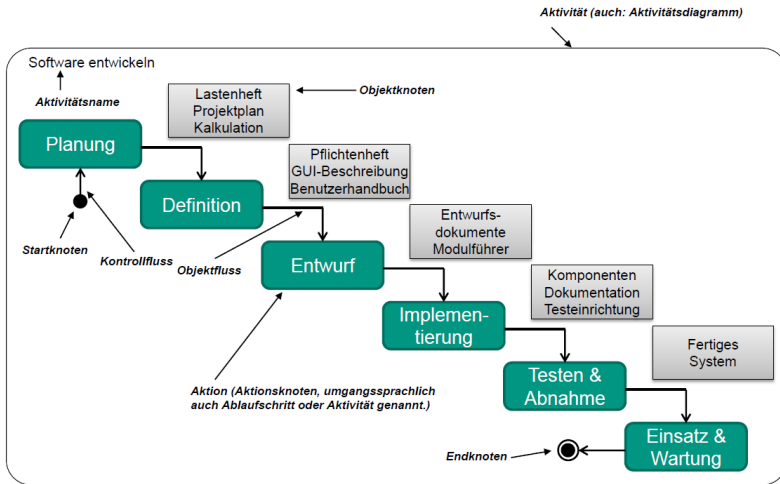 Aktivität (auch: Aktivitätsdiagramm)
Software entwickeln
Aktivitätsname
Lastenheft
Projektplan
Kalkulation
Objektknoten
Planung
Pflichtenheft
GUI-Beschreibung
Benutzerhandbuch
Definition
Startknoten
Kontrollfluss
Objektfluss
Entwurfs-
dokumente
Modulführer
Entwurf
Komponenten
Dokumentation
Testeinrichtung
Implemen-
tierung
Aktion (Aktionsknoten, umgangssprachlich
auch Ablaufschritt oder Aktivität genannt.)
Fertiges
System
Testen &
Abnahme
Einsatz &
Wartung
Endknoten